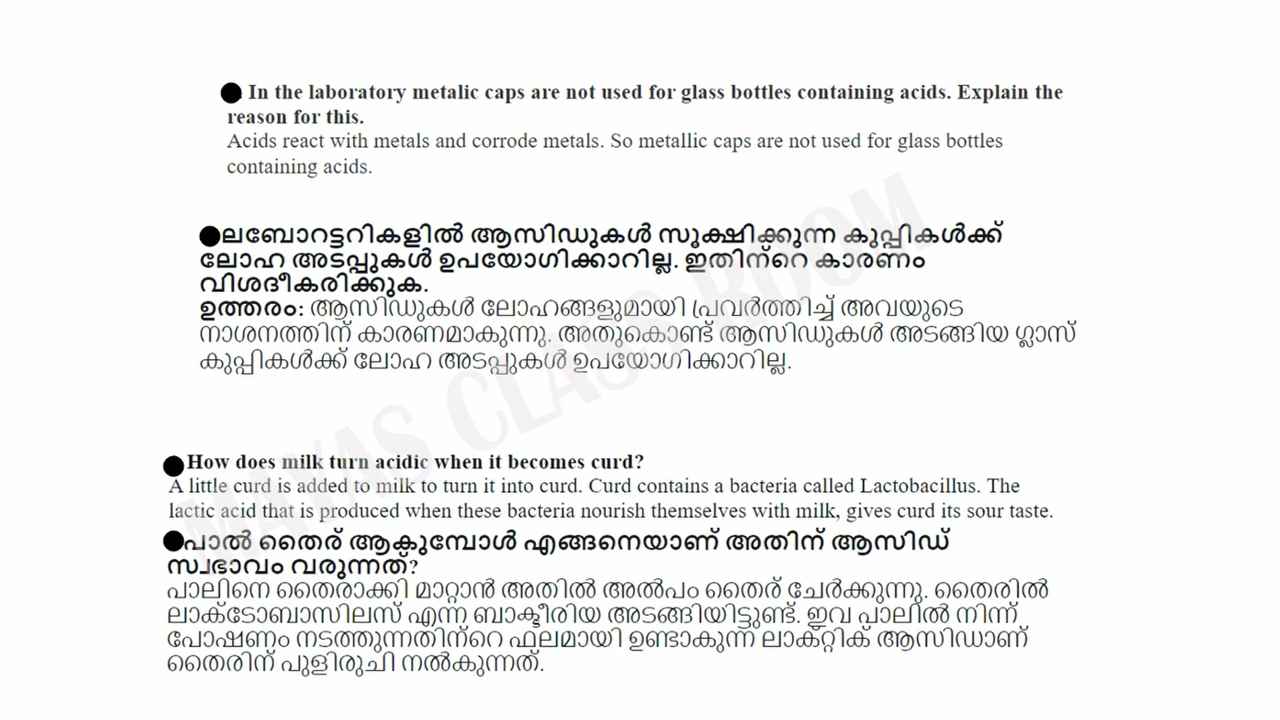 ● In the laboratory metalic caps are not used for glass bottles containing acids. Explain the
reason for this.
Acids react with metals and corrode metals. So metallic caps are not used for glass bottles
containing acids.
●ലബോറട്ടറികളിൽ ആസിഡുകൾ സൂക്ഷിക്കുന്ന കുപ്പികൾക്ക്
ലോഹ അടപ്പുകൾ ഉപയോഗിക്കാറില്ല. ഇതിന്റെ കാരണം
വിശദീകരിക്കുക.
ഉത്തരം: ആസിഡുകൾ ലോഹങ്ങളുമായി പ്രവർത്തിച്ച് അവയുടെ
നാശനത്തിന് കാരണമാകുന്നു. അതുകൊണ്ട് ആസിഡുകൾ അടങ്ങിയ ഗ്ലാസ്
കുപ്പികൾക്ക് ലോഹ അടപ്പുകൾ ഉപയോഗിക്കാറില്ല.
MAYAS CLASS ROOM
● How does milk turn acidic when it becomes curd?
A little curd is added to milk to turn it into curd. Curd contains a bacteria called Lactobacillus. The
lactic acid that is produced when these bacteria nourish themselves with milk, gives curd its sour taste.
●പാൽ തൈര് ആകുമ്പോൾ എങ്ങനെയാണ് അതിന് ആസിഡ്
സ്വഭാവം വരുന്നത്?
പാലിനെ തൈരാക്കി മാറ്റാൻ അതിൽ അൽപം തൈര് ചേർക്കുന്നു. തൈരിൽ
ലാക്ടോബാസിലസ് എന്ന ബാക്ടീരിയ അടങ്ങിയിട്ടുണ്ട്. ഇവ പാലിൽ നിന്ന്
പോഷണം നടത്തുന്നതിന്റെ ഫലമായി ഉണ്ടാകുന്ന ലാക്റ്റിക് ആസിഡാണ്
തൈരിന് പുളിരുചി നൽകുന്നത്.